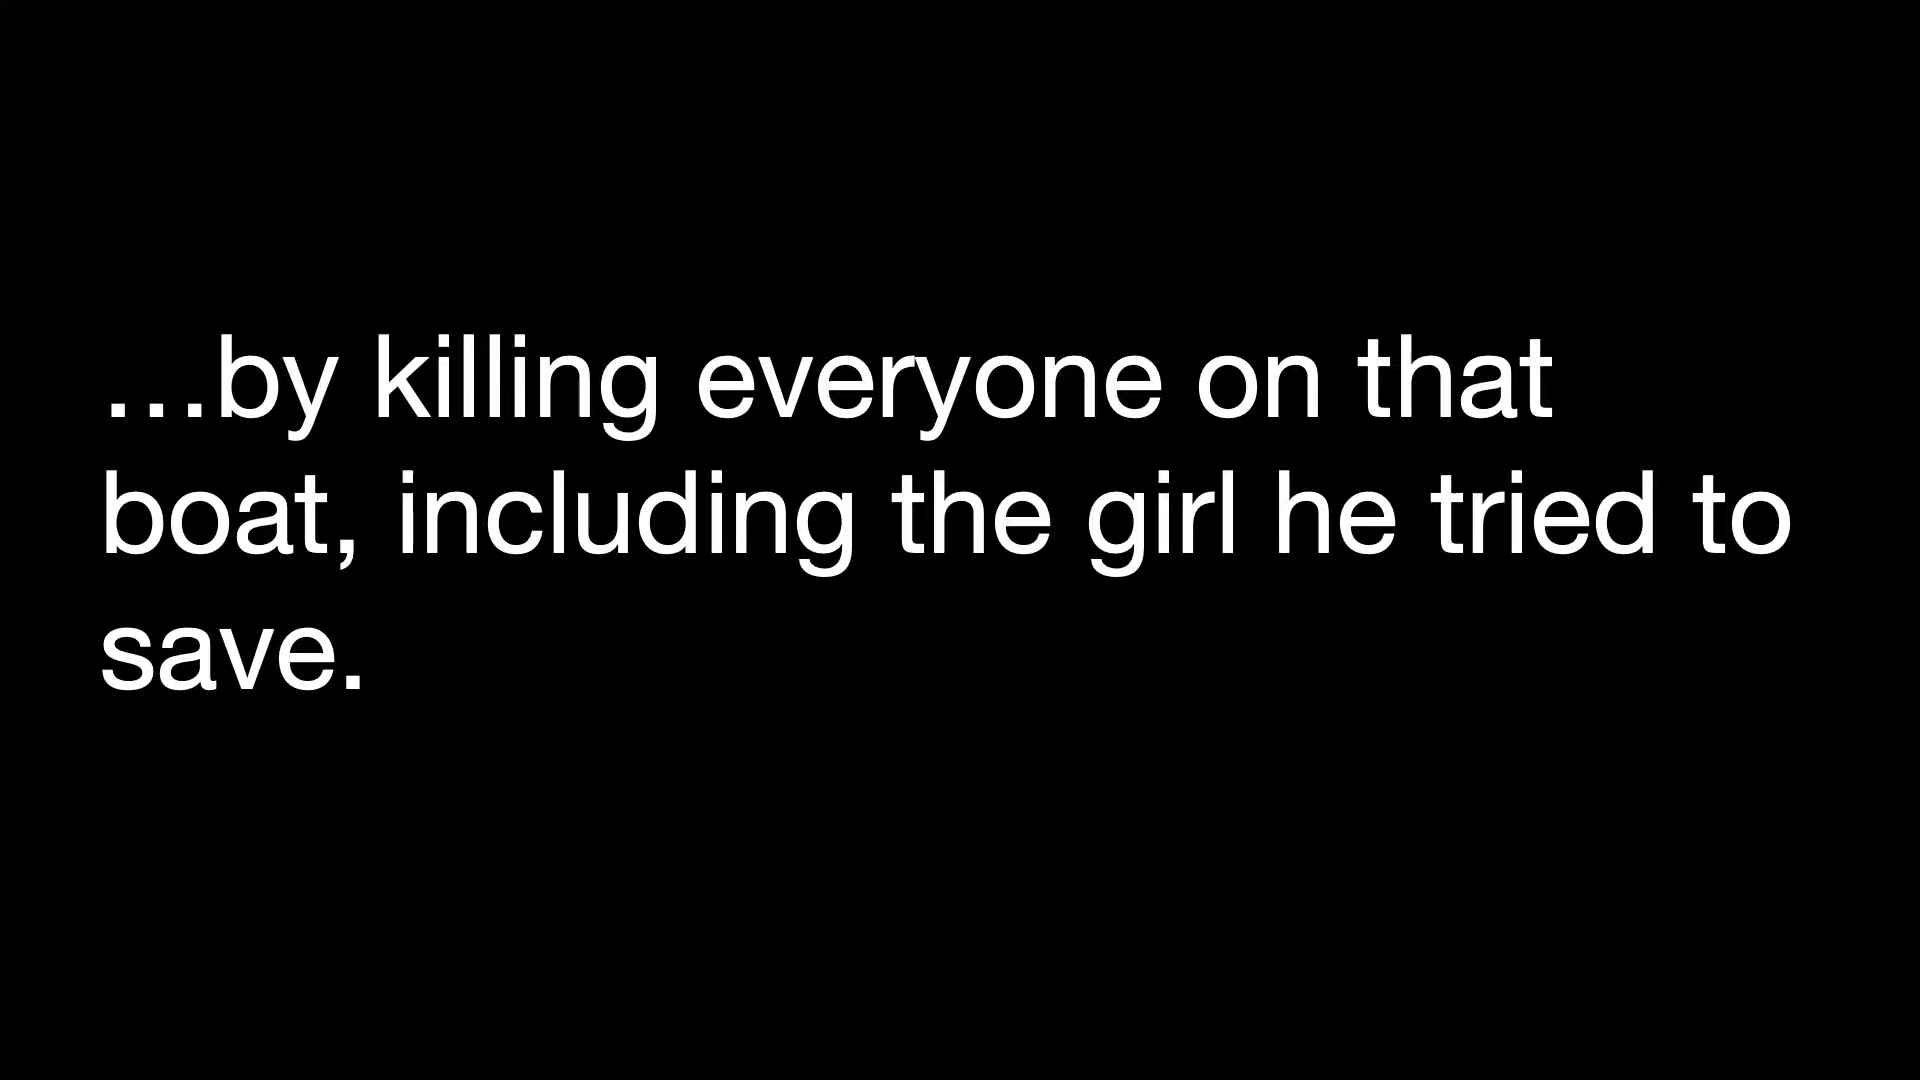 …by killing everyone on that
boat, including the girl he tried to
save.